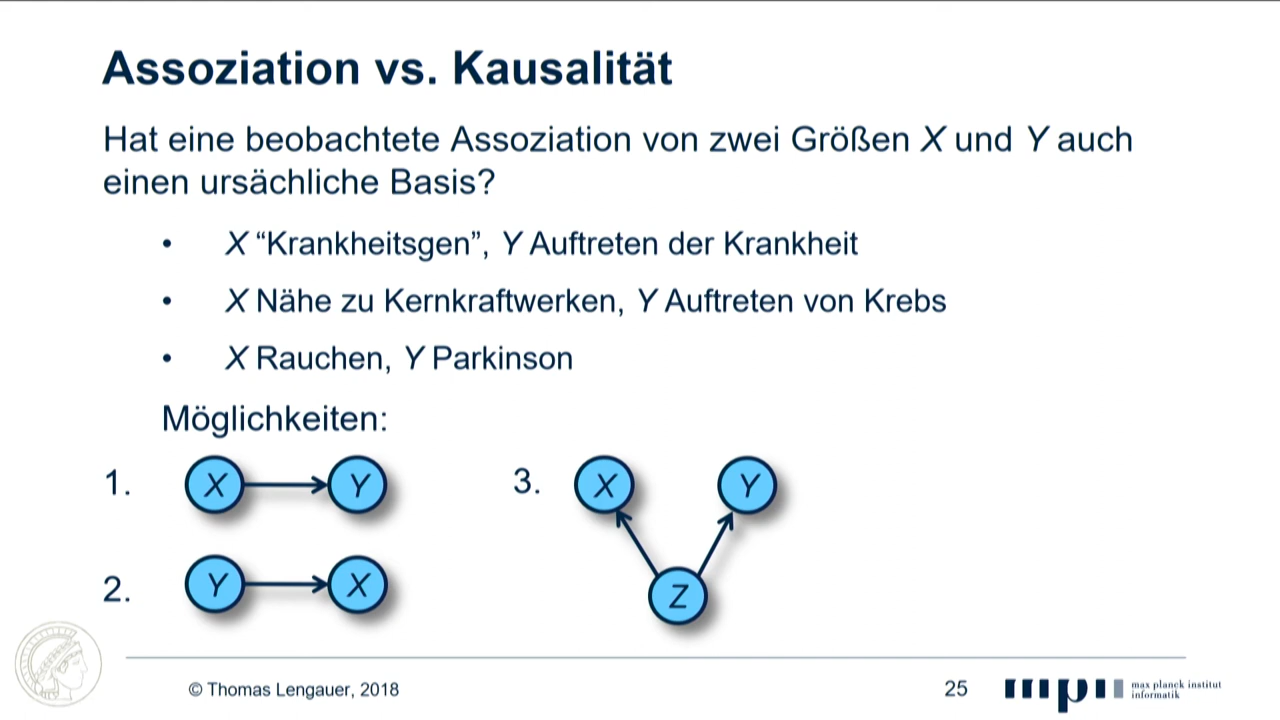 Assoziation vs. Kausalität
Hat eine beobachtete Assoziation von zwei Größen X und Y auch
einen ursächliche Basis?
• X “Krankheitsgen”, Y Auftreten der Krankheit
• X Nähe zu Kernkraftwerken, Y Auftreten von Krebs
• X Rauchen, Y Parkinson
Möglichkeiten:
1. X Y
3. X Y
Z
2. Y X
© Thomas Lengauer, 2018
25
mpi
max planck institut
informatik